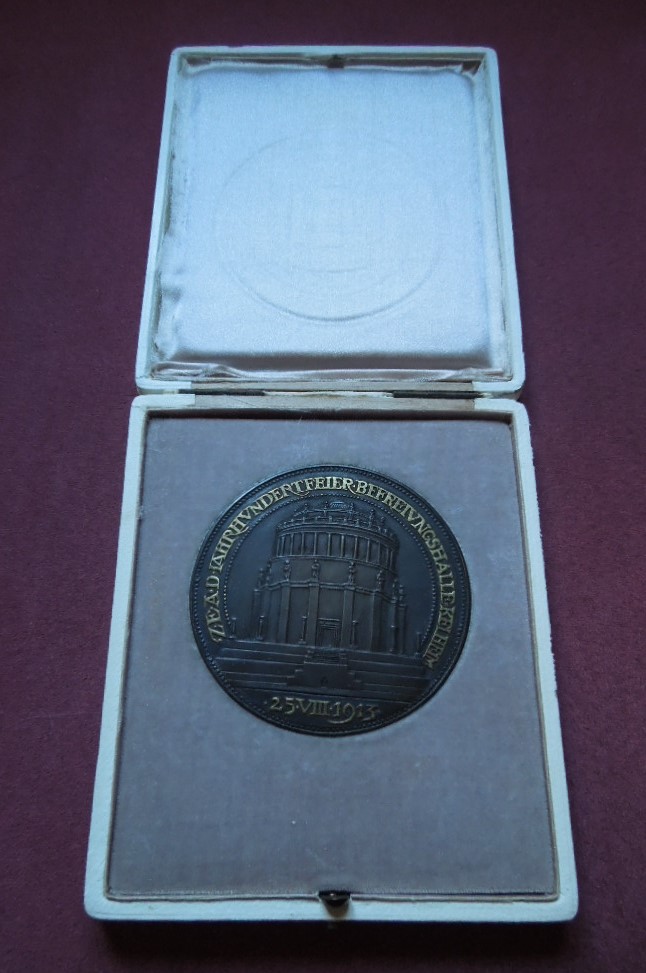 Z·E·A·D·IAHRHVNDERTFEIER·BEFREIVNGSHALLE·KELHEIM
·25·VIII·1913·